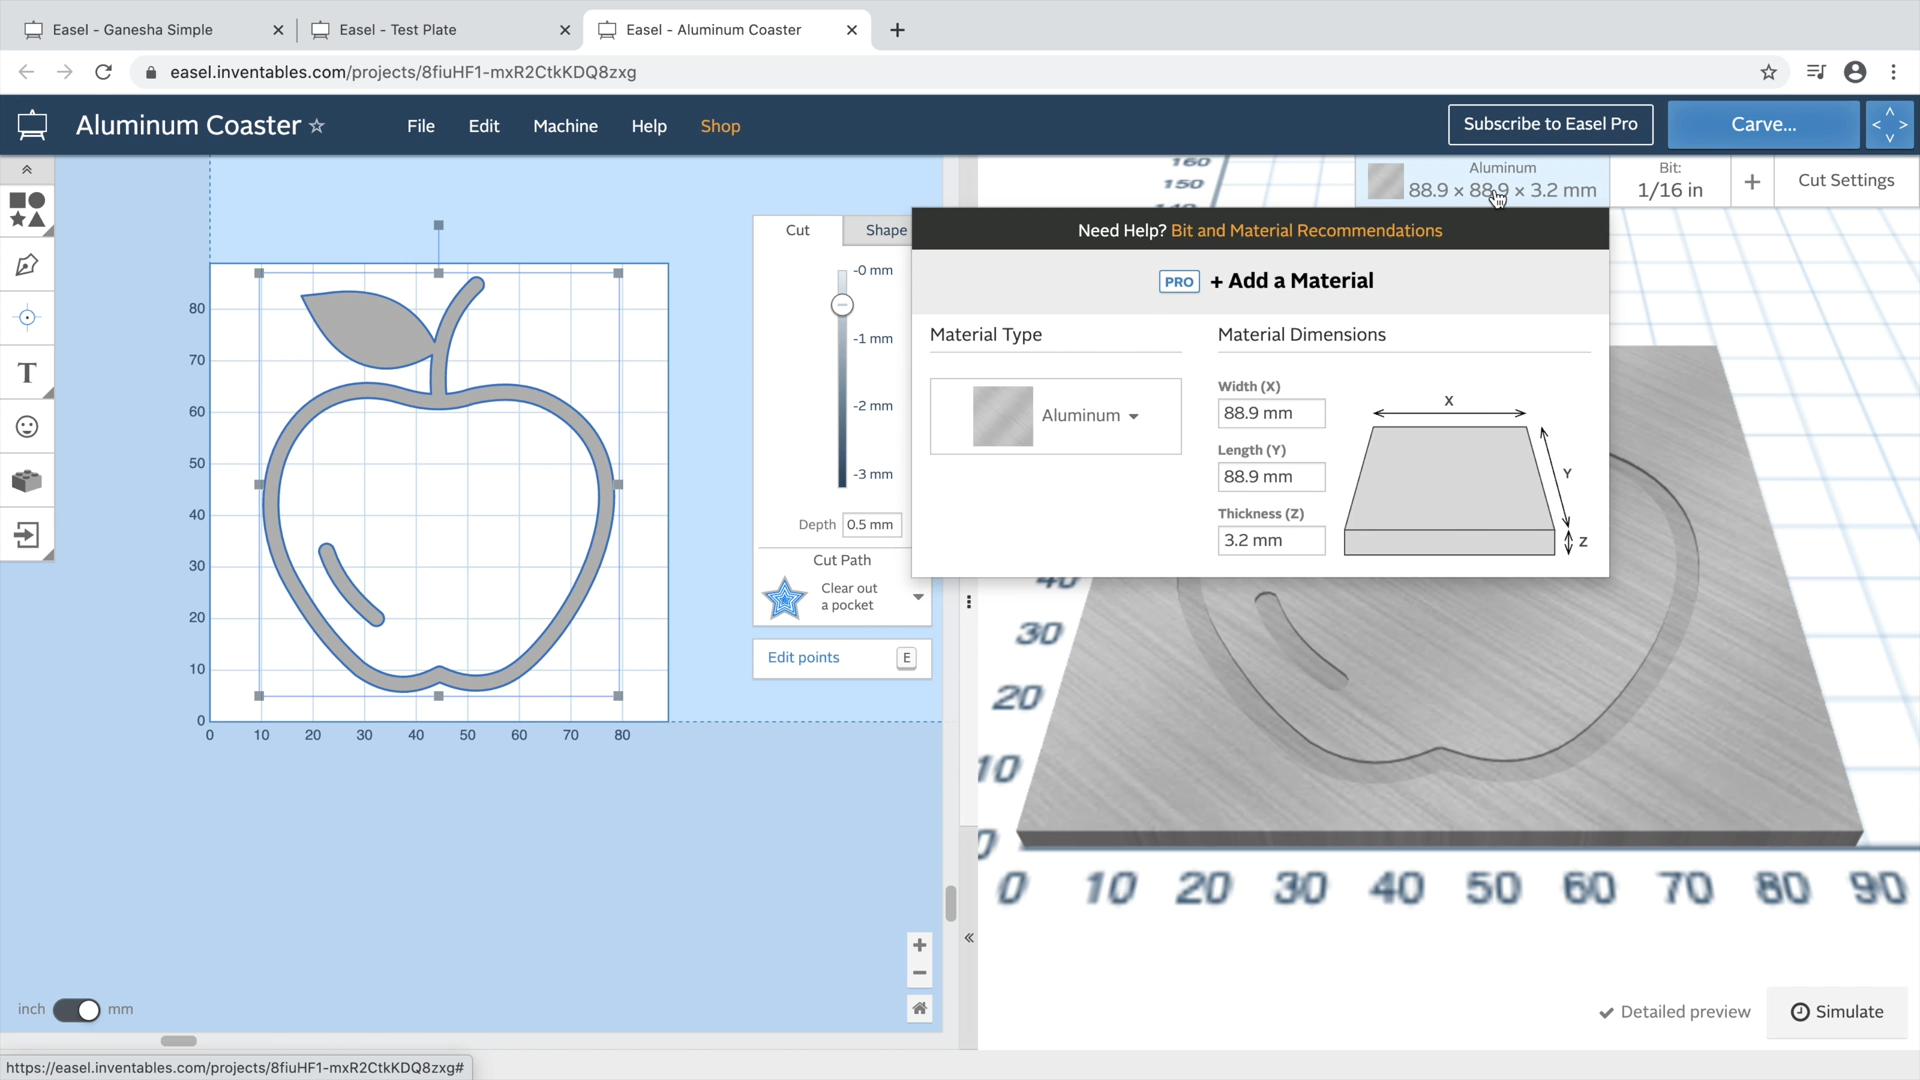 Easel - Ganesha Simple
Easel - Test Plate
Easel - Aluminum Coaster
easel.inventables.com/projects/8fiuHF1-mxR2CtkKDQ8zxg
Aluminum Coaster
File
Edit
Machine
Help
Shop
Subscribe to Easel Pro
Carve...
Aluminum
88.9 × 88.9 × 3.2 mm
Bit:
1/16 in
Cut Settings
160
150
Need Help? Bit and Material Recommendations
PRO + Add a Material
Material Type
Aluminum
Material Dimensions
Width (X)
88.9 mm
Length (Y)
88.9 mm
Thickness (Z)
3.2 mm
X
Y
Z
Cut
Shape
-0 mm
-1 mm
-2 mm
-3 mm
Depth 0.5 mm
Cut Path
Clear out
a pocket
Edit points E
T
80
70
60
50
40
30
20
10
0
0 10 20 30 40 50 60 70 80
40
30
20
10
0
0 10 20 30 40 50 60 70 80 90
inch mm
Detailed preview
Simulate
https://easel.inventables.com/projects/8fiuHF1-mxR2CtkKDQ8zxg#